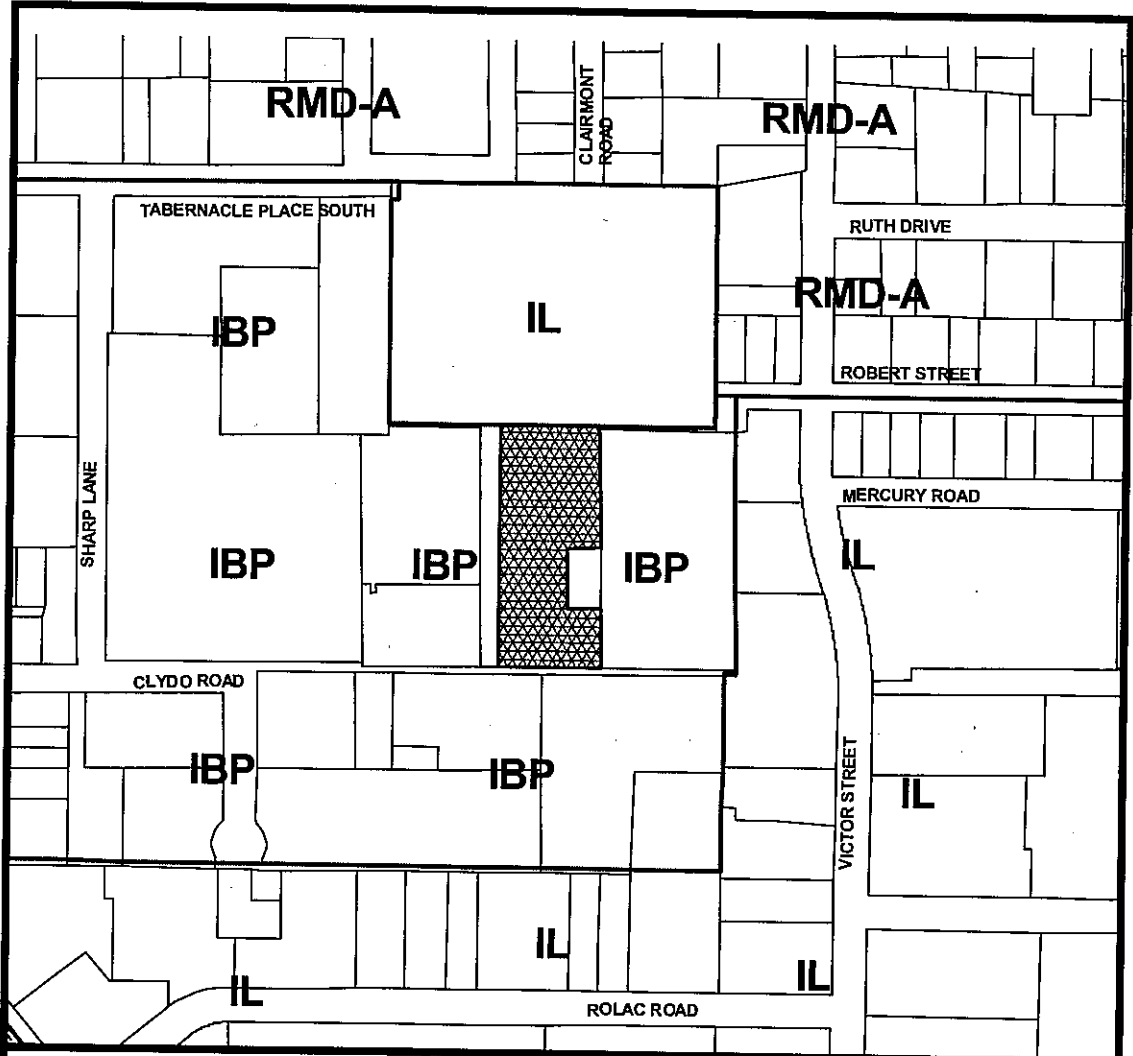 RMD-A
CLAIRMONT
ROAD
RMD-A
TABERNACLE PLACE SOUTH
RUTH DRIVE
IBP
IL
RMD-A
ROBERT STREET
SHARP LANE
MERCURY ROAD
IBP
IBP
IBP
IL
CLYDO ROAD
IBP
IBP
VICTOR STREET
IL
IL
IL
IL
ROLAC ROAD